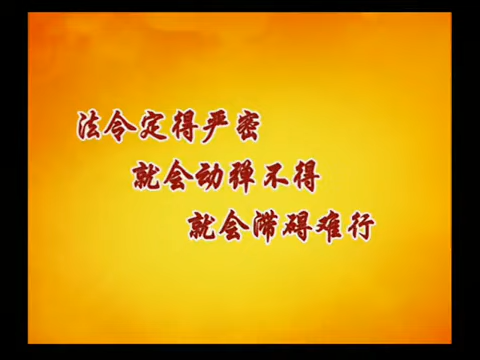 法令定得严密
就会动弹不得
就会滞碍难行